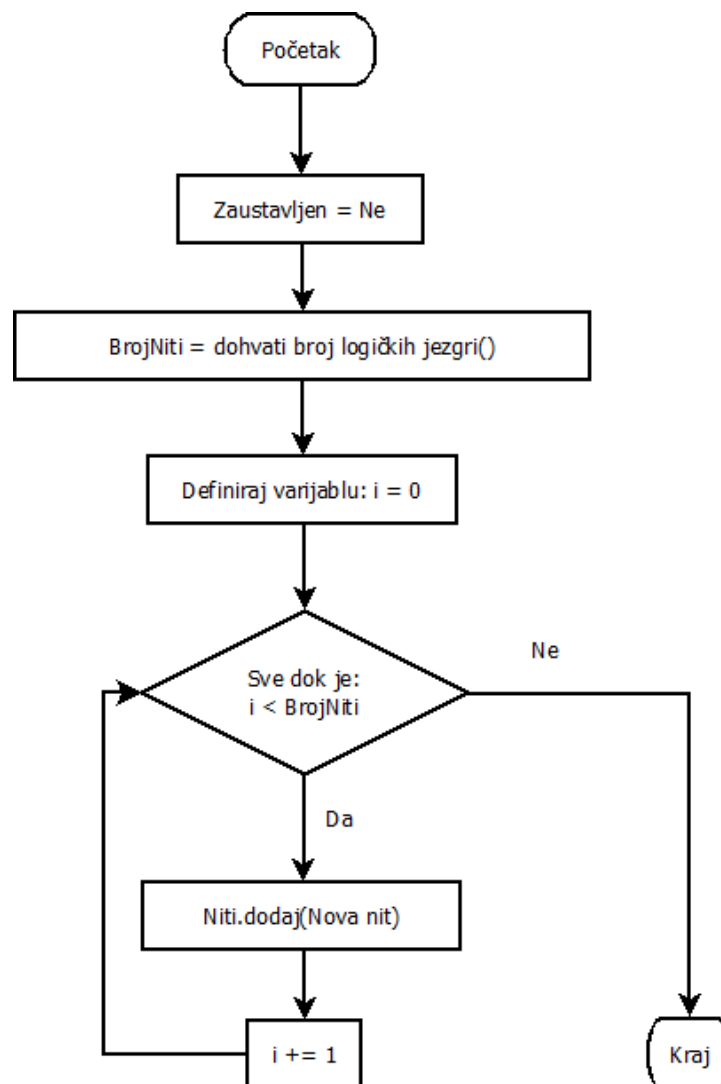 Početak
Zaustavljen = Ne
BrojNiti = dohvati broj logičkih jezgri()
Definiraj varijablu: i = 0
Sve dok je:
i < BrojNiti
Ne
Da
Niti.dodaj(Nova nit)
i += 1
Kraj